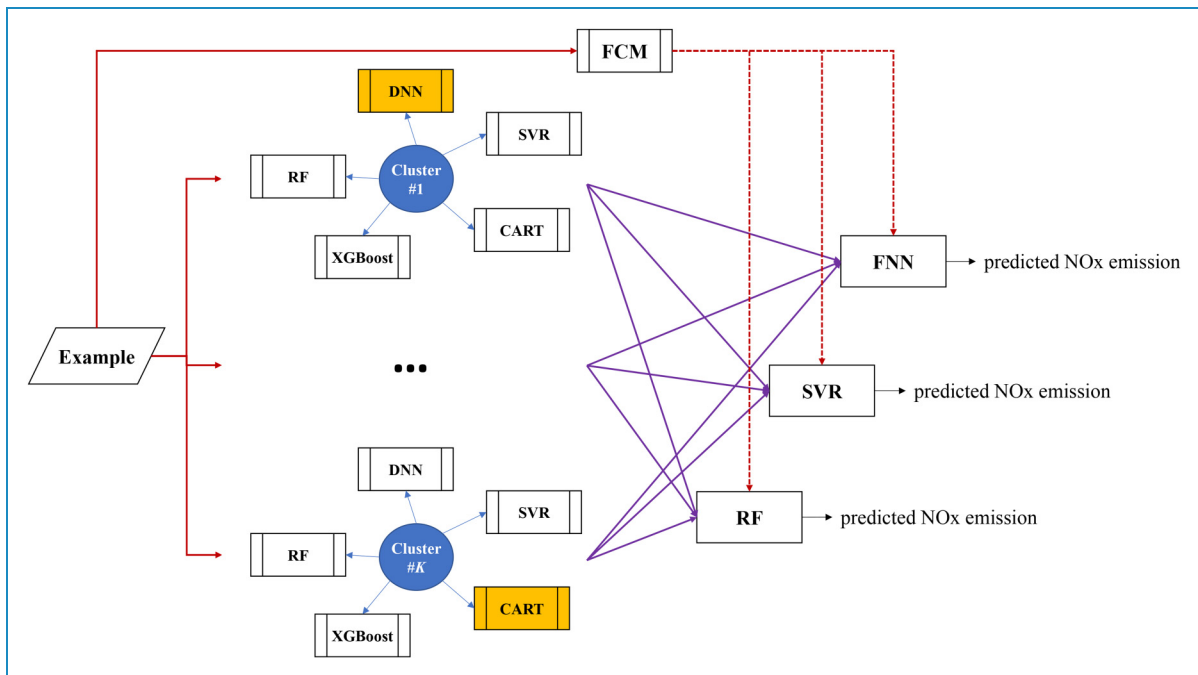 FCM
DNN
SVR
RF
Cluster
#1
CART
XGBoost
FNN
predicted NOx emission
Example
...
SVR
predicted NOx emission
DNN
SVR
RF
predicted NOx emission
RF
Cluster
#K
CART
XGBoost